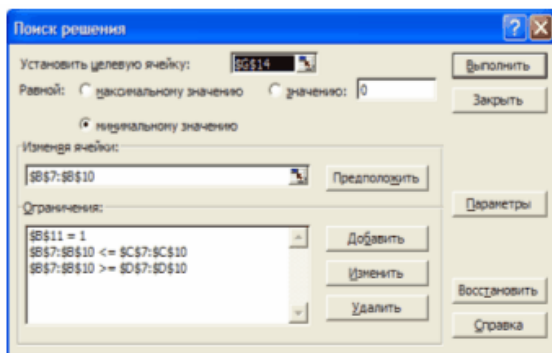 Поиск решения
Установить целевую ячейку: $G$14 Выполнить
Равной: максимальному значению значению: 0 Закрыть
минимальному значению
Изменяя ячейки:
$B$7:$B$10 Предположить
Параметры
Ограничения:
$B$11 = 1 Добавить
$B$7:$B$10 <= $C$7:$C$10
$B$7:$B$10 >= $D$7:$D$10 Изменить
Восстановить
Удалить
Справка